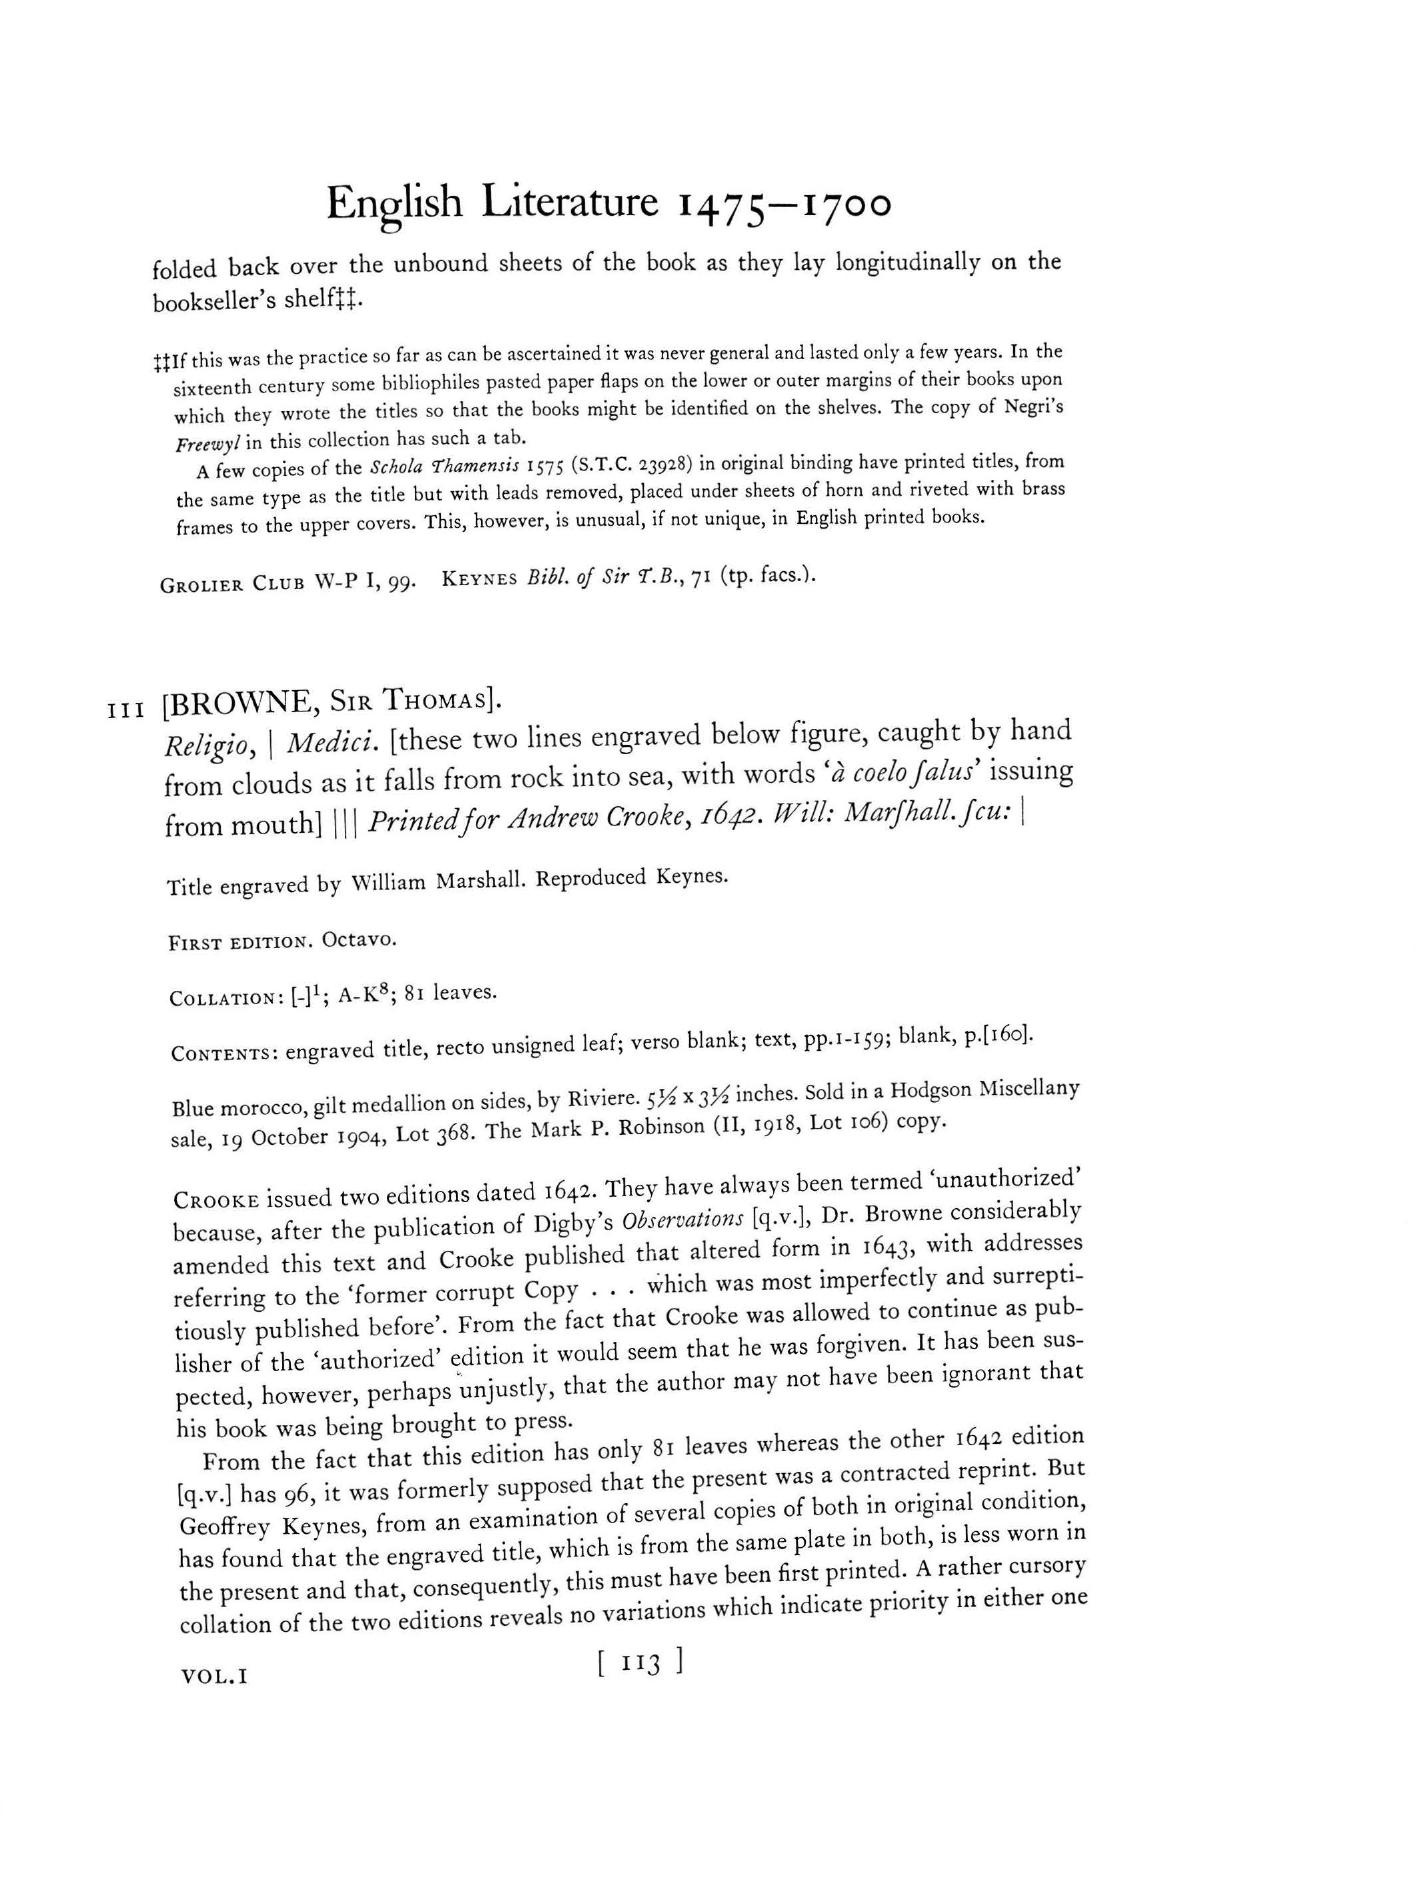 English Literature 1475—1700
folded back over the unbound sheets of the book as they lay longitudinally on the
bookseller's shelf‡‡.
‡‡If this was the practice so far as can be ascertained it was never general and lasted only a few years. In the
sixteenth century some bibliophiles pasted paper flaps on the lower or outer margins of their books upon
which they wrote the titles so that the books might be identified on the shelves. The copy of Negri's
Freewyl in this collection has such a tab.
A few copies of the Schola Thamensis 1575 (S.T.C. 23928) in original binding have printed titles, from
the same type as the title but with leads removed, placed under sheets of horn and riveted with brass
frames to the upper covers. This, however, is unusual, if not unique, in English printed books.
GROLIER CLUB W-P I, 99. KEYNES Bibl. of Sir T.B., 71 (tp. facs.).
111 [BROWNE, SIR THOMAS].
Religio, | Medici. [these two lines engraved below figure, caught by hand
from clouds as it falls from rock into sea, with words 'à coelo ſalus' issuing
from mouth] ||| Printed for Andrew Crooke, 1642. Will: Marſhall. ſcu: |
Title engraved by William Marshall. Reproduced Keynes.
FIRST EDITION. Octavo.
COLLATION: [-]¹; A-K⁸; 81 leaves.
CONTENTS: engraved title, recto unsigned leaf; verso blank; text, pp.1-159; blank, p.[160].
Blue morocco, gilt medallion on sides, by Riviere. 5½ x 3½ inches. Sold in a Hodgson Miscellany
sale, 19 October 1904, Lot 368. The Mark P. Robinson (II, 1918, Lot 106) copy.
CROOKE issued two editions dated 1642. They have always been termed 'unauthorized'
because, after the publication of Digby's Observations [q.v.], Dr. Browne considerably
amended this text and Crooke published that altered form in 1643, with addresses
referring to the 'former corrupt Copy . . . which was most imperfectly and surrepti-
tiously published before'. From the fact that Crooke was allowed to continue as pub-
lisher of the 'authorized' edition it would seem that he was forgiven. It has been sus-
pected, however, perhaps unjustly, that the author may not have been ignorant that
his book was being brought to press.
From the fact that this edition has only 81 leaves whereas the other 1642 edition
[q.v.] has 96, it was formerly supposed that the present was a contracted reprint. But
Geoffrey Keynes, from an examination of several copies of both in original condition,
has found that the engraved title, which is from the same plate in both, is less worn in
the present and that, consequently, this must have been first printed. A rather cursory
collation of the two editions reveals no variations which indicate priority in either one
VOL.I [ 113 ]